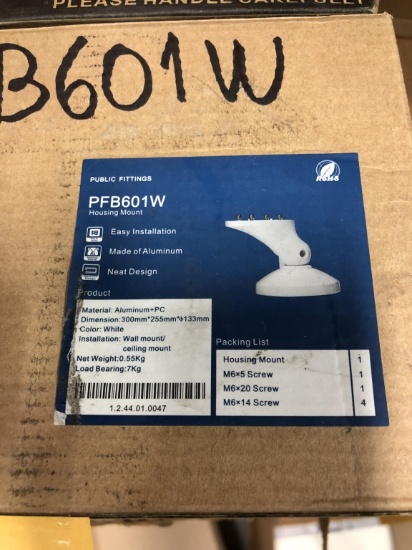 PLEASE HANDLE CAREFULLY
B601W
PUBLIC FITTINGS
RoHS
PFB601W
Housing Mount
Easy Installation
Made of Aluminum
Neat Design
Product
Material: Aluminum+PC
Dimension:300mm*255mm*φ133mm
Color: White
Installation: Wall mount/
ceiling mount
Net Weight:0.55Kg
Load Bearing:7Kg
1.2.44.01.0047
Packing List
Housing Mount 1
M6×5 Screw 1
M6×20 Screw 1
M6×14 Screw 4